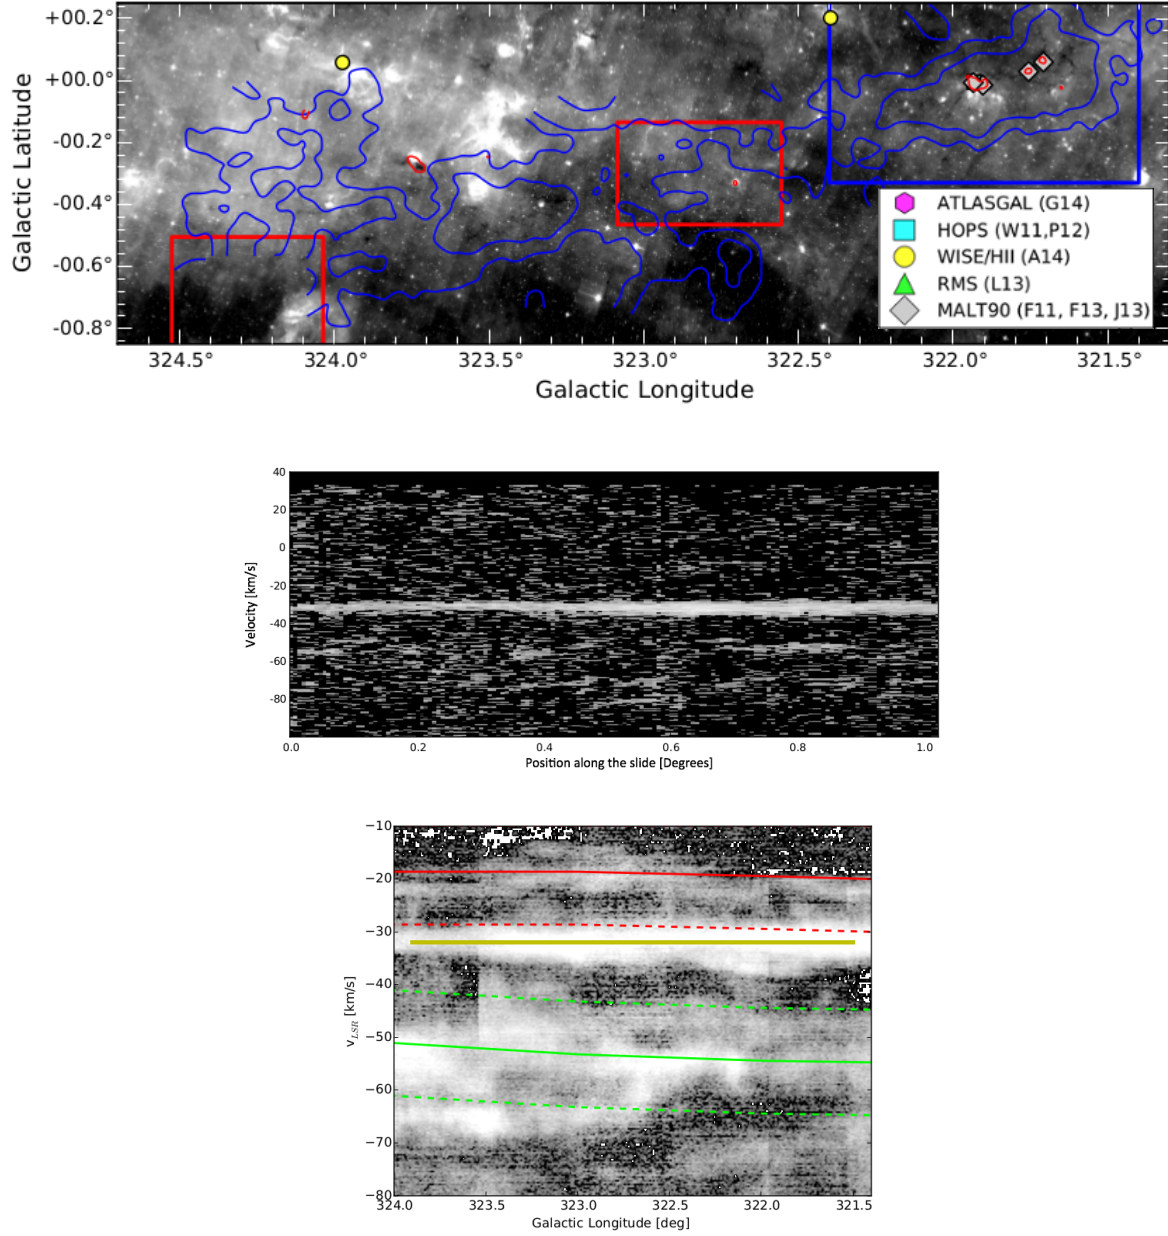 +00.2°
+00.0°
-00.2°
-00.4°
-00.6°
-00.8°
Galactic Latitude
ATLASGAL (G14)
HOPS (W11,P12)
WISE/HII (A14)
RMS (L13)
MALT90 (F11, F13, J13)
324.5° 324.0° 323.5° 323.0° 322.5° 322.0° 321.5°
Galactic Longitude
40
20
0
-20
-40
-60
-80
Velocity [km/s]
0.0 0.2 0.4 0.6 0.8 1.0
Position along the slide [Degrees]
−10
−20
−30
−40
−50
−60
−70
−80
v_LSR [km/s]
324.0 323.5 323.0 322.5 322.0 321.5
Galactic Longitude [deg]